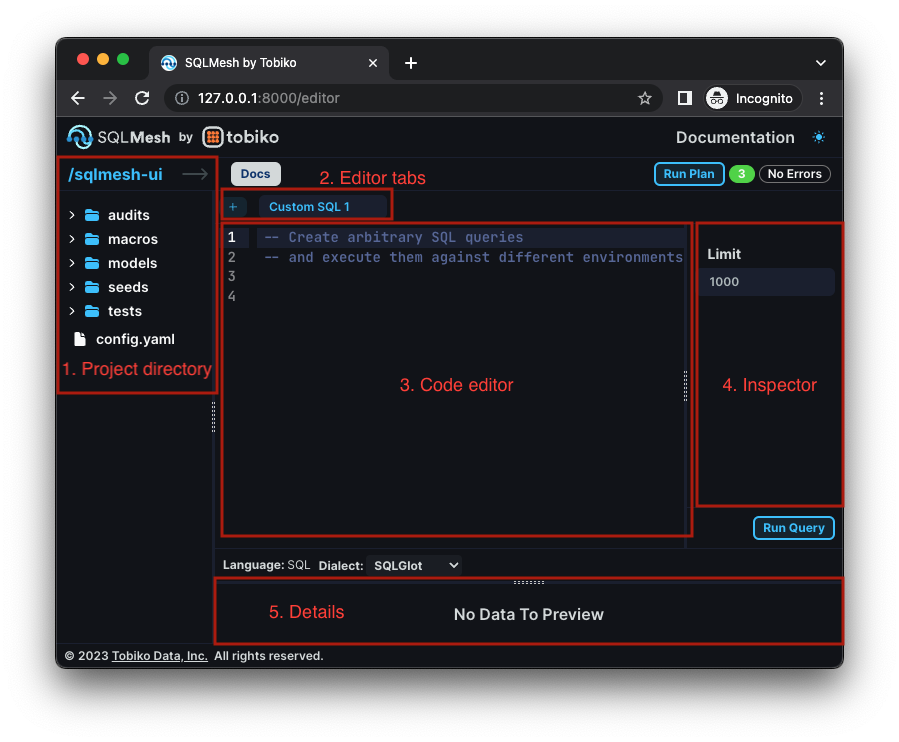 SQLMesh by Tobiko
127.0.0.1:8000/editor
Incognito
SQLMesh by tobiko
Documentation
/sqlmesh-ui
Docs
2. Editor tabs
Run Plan
3
No Errors
+ Custom SQL 1
audits
macros
models
seeds
tests
config.yaml
1. Project directory
1 -- Create arbitrary SQL queries
2 -- and execute them against different environments
3
4
3. Code editor
Limit
1000
4. Inspector
Run Query
Language: SQL Dialect: SQLGlot
5. Details
No Data To Preview
© 2023 Tobiko Data, Inc. All rights reserved.